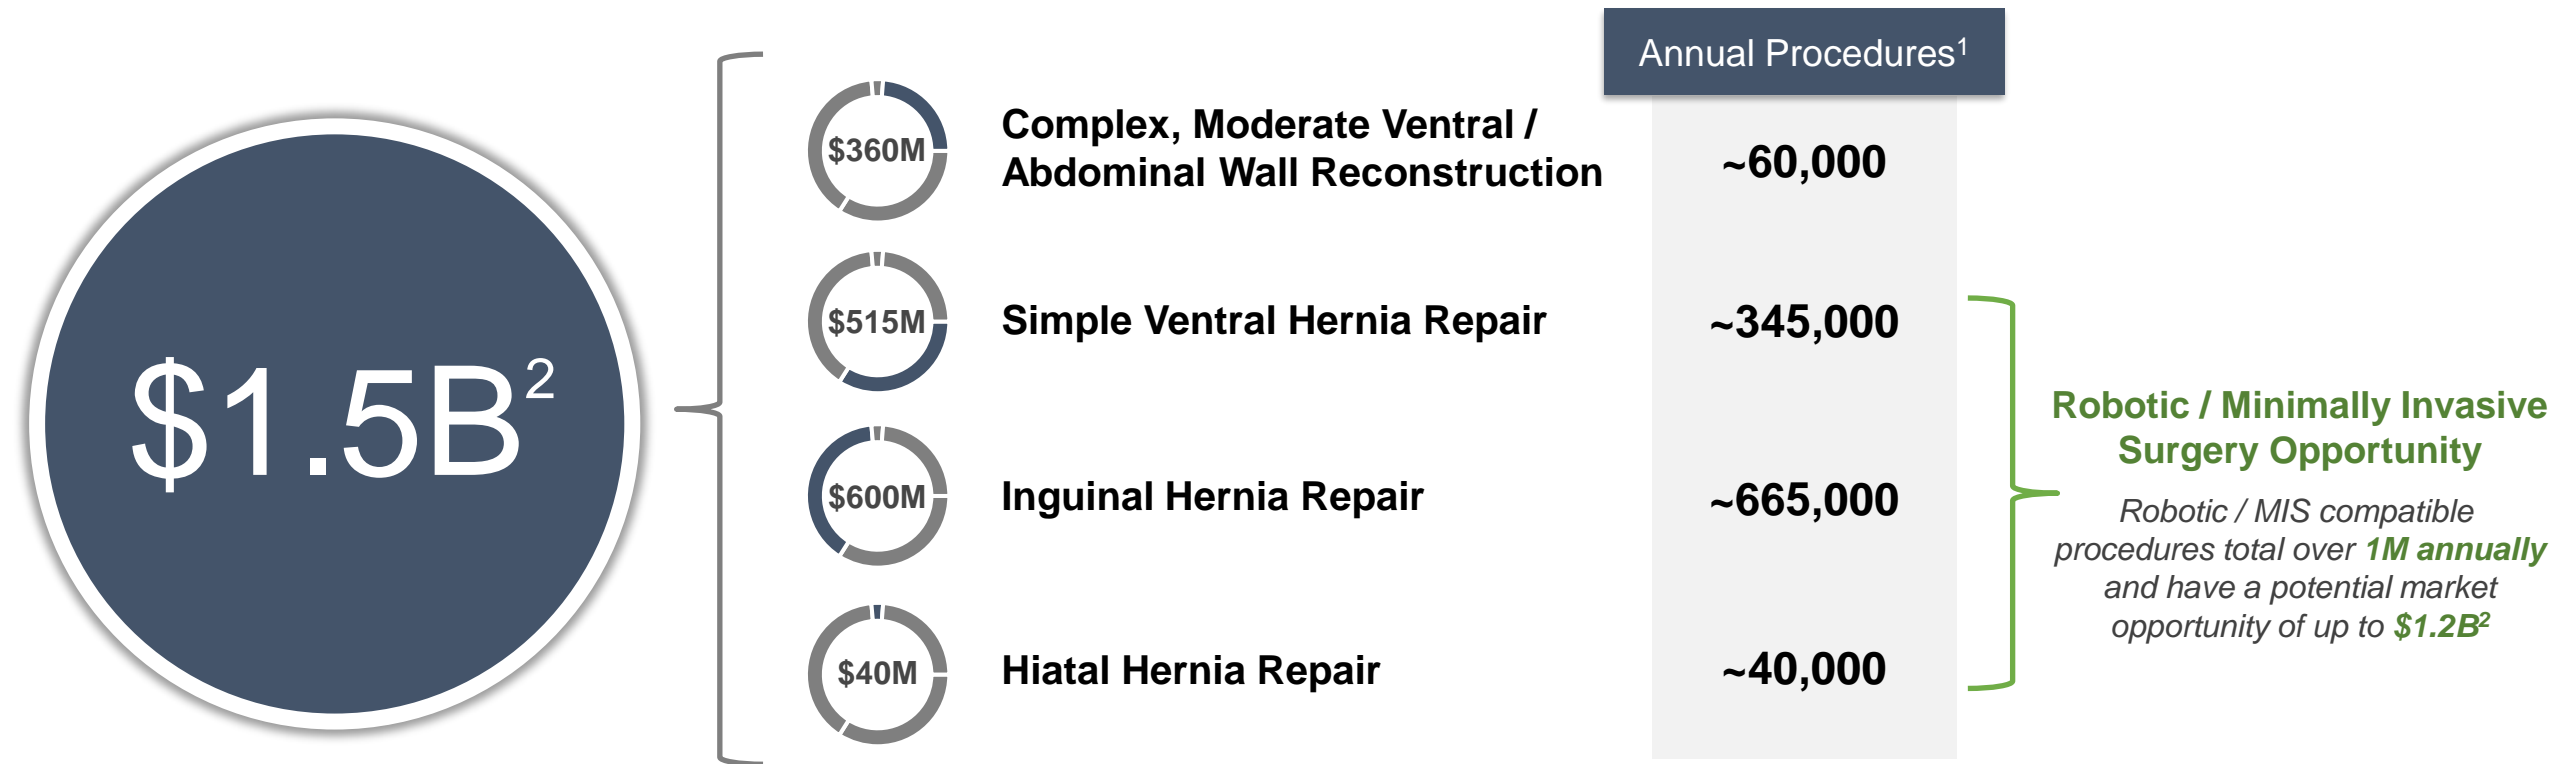 Annual Procedures1
$1.5B2
$360M
Complex, Moderate Ventral /
Abdominal Wall Reconstruction
~60,000
$515M
Simple Ventral Hernia Repair
~345,000
$600M
Inguinal Hernia Repair
~665,000
$40M
Hiatal Hernia Repair
~40,000
Robotic / Minimally Invasive
Surgery Opportunity
Robotic / MIS compatible
procedures total over 1M annually
and have a potential market
opportunity of up to $1.2B2